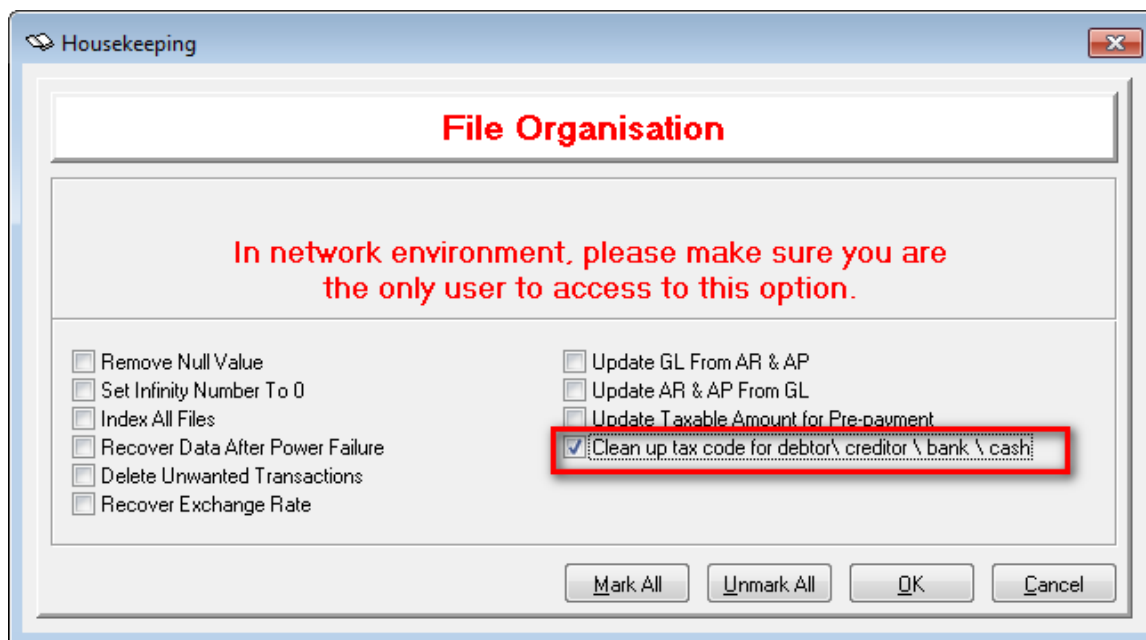 Housekeeping
File Organisation
In network environment, please make sure you are
the only user to access to this option.
Remove Null Value
Set Infinity Number To 0
Index All Files
Recover Data After Power Failure
Delete Unwanted Transactions
Recover Exchange Rate
Update GL From AR & AP
Update AR & AP From GL
Update Taxable Amount for Pre-payment
Clean up tax code for debtor\ creditor \ bank \ cash
Mark All
Unmark All
OK
Cancel